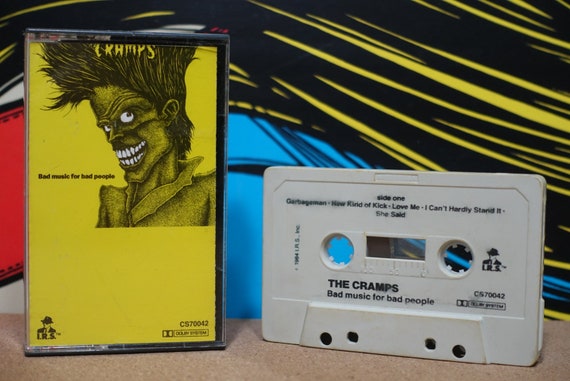 CRAMPS
Bad music for bad people
CS70042
DOLBY SYSTEM
I.R.S.
side one
Garbageman · New Kind of Kick · Love Me · I Can't Hardly Stand It ·
She Said
℗ 1984 I.R.S., Inc.
I.R.S.
THE CRAMPS
Bad music for bad people
CS70042
DOLBY SYSTEM